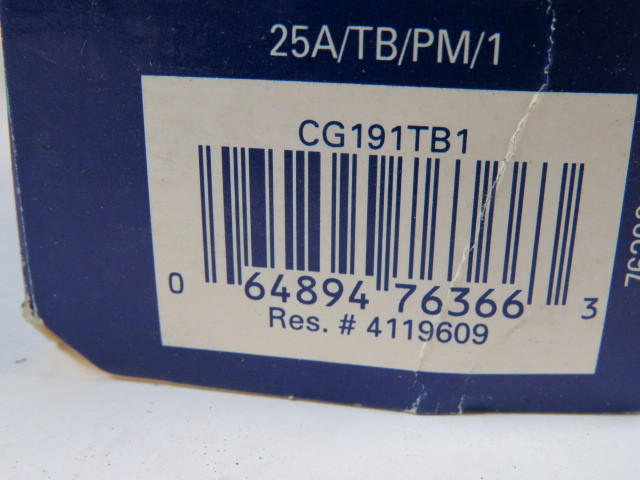 25A/TB/PM/1
CG191TB1
0 64894 76366 3
Res. # 4119609